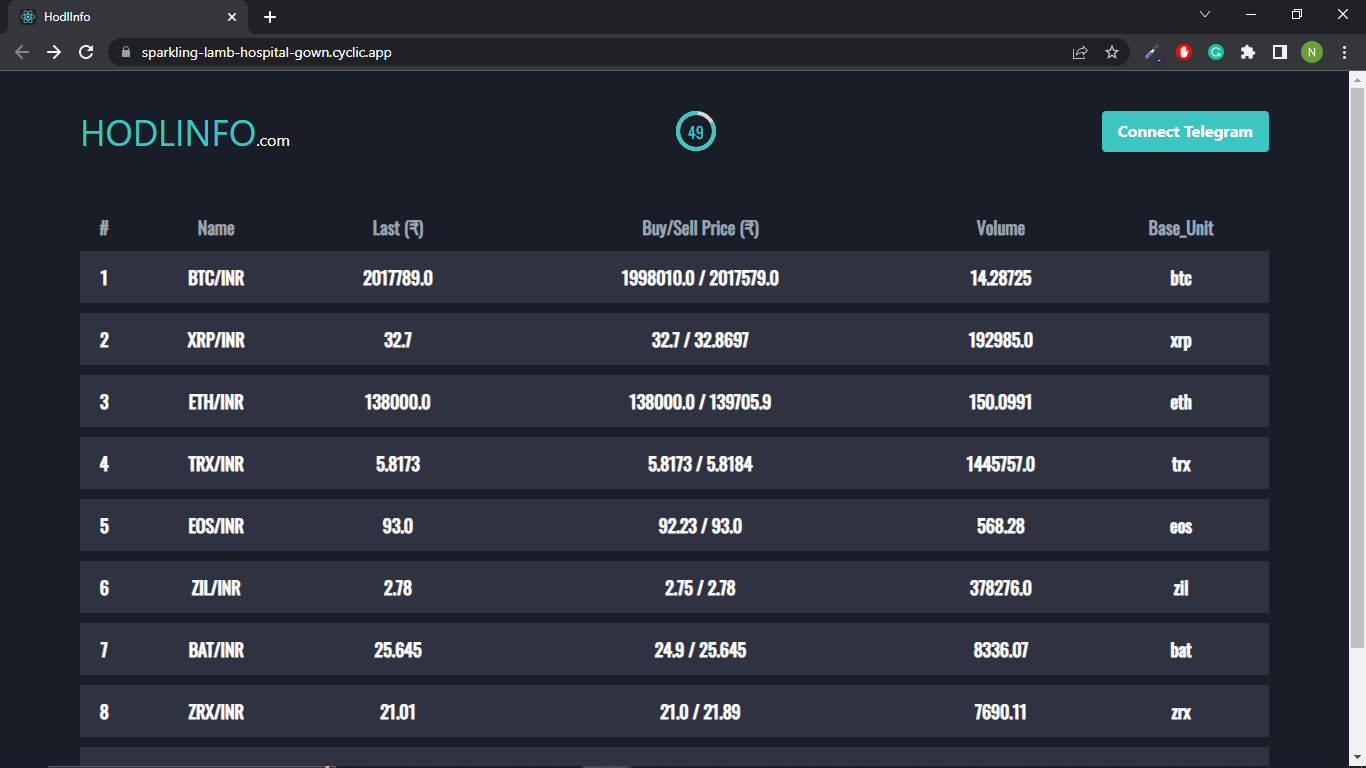 HodlInfo
sparkling-lamb-hospital-gown.cyclic.app
N
HODLINFO.com
49
Connect Telegram
# Name Last (₹) Buy/Sell Price (₹) Volume Base_Unit
1 BTC/INR 2017789.0 1998010.0 / 2017579.0 14.28725 btc
2 XRP/INR 32.7 32.7 / 32.8697 192985.0 xrp
3 ETH/INR 138000.0 138000.0 / 139705.9 150.0991 eth
4 TRX/INR 5.8173 5.8173 / 5.8184 1445757.0 trx
5 EOS/INR 93.0 92.23 / 93.0 568.28 eos
6 ZIL/INR 2.78 2.75 / 2.78 378276.0 zil
7 BAT/INR 25.645 24.9 / 25.645 8336.07 bat
8 ZRX/INR 21.01 21.0 / 21.89 7690.11 zrx